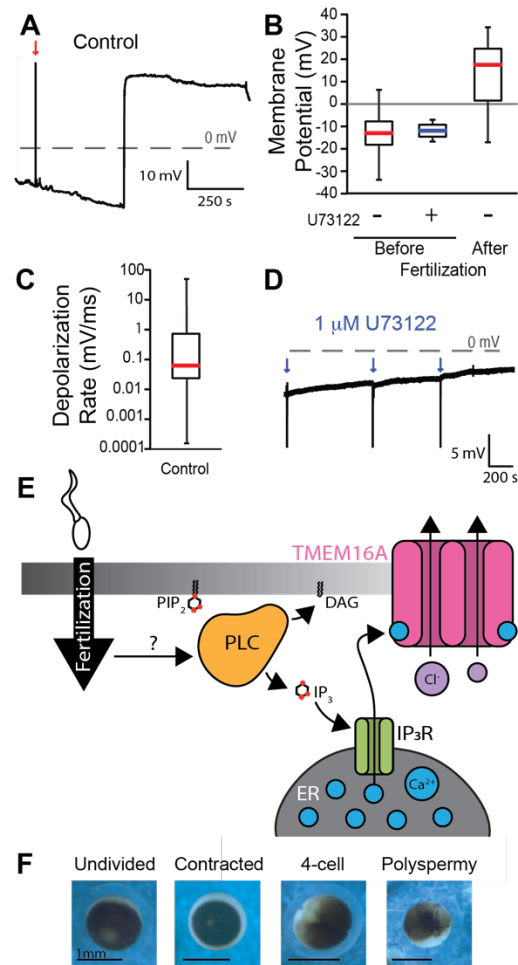 A
Control
0 mV
10 mV
250 s
B
Membrane
Potential (mV)
40
30
20
10
0
-10
-20
-30
-40
U73122
-
+
-
Before
After
Fertilization
C
Depolarization
Rate (mV/ms)
100
10
1
0.1
0.01
0.001
0.0001
Control
D
1 μM U73122
0 mV
5 mV
200 s
E
Fertilization
?
PIP2
PLC
DAG
IP3
TMEM16A
Cl-
IP3R
ER
Ca2+
F
Undivided
Contracted
4-cell
Polyspermy
1mm